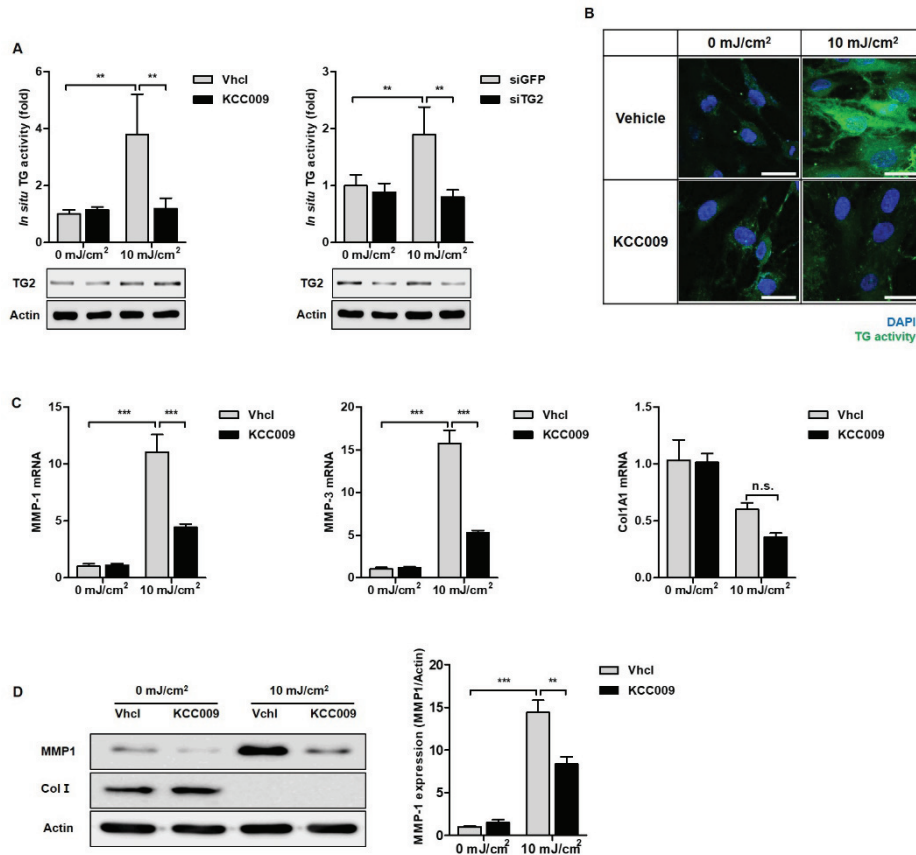 A
In situ TG activity (fold)
6
4
2
0
**
**
Vhcl
KCC009
0 mJ/cm²
10 mJ/cm²
TG2
Actin
In situ TG activity (fold)
3
2
1
0
**
**
siGFP
siTG2
0 mJ/cm²
10 mJ/cm²
TG2
Actin
B
0 mJ/cm²
10 mJ/cm²
Vehicle
KCC009
DAPI
TG activity
C
MMP-1 mRNA
15
10
5
0
***
***
Vhcl
KCC009
0 mJ/cm²
10 mJ/cm²
MMP-3 mRNA
20
15
10
5
0
***
***
Vhcl
KCC009
0 mJ/cm²
10 mJ/cm²
Col1A1 mRNA
1.5
1.0
0.5
0.0
n.s.
Vhcl
KCC009
0 mJ/cm²
10 mJ/cm²
D
0 mJ/cm²
10 mJ/cm²
Vhcl
KCC009
Vchl
KCC009
MMP1
Col I
Actin
MMP-1 expression (MMP1/Actin)
20
15
10
5
0
***
**
Vhcl
KCC009
0 mJ/cm²
10 mJ/cm²